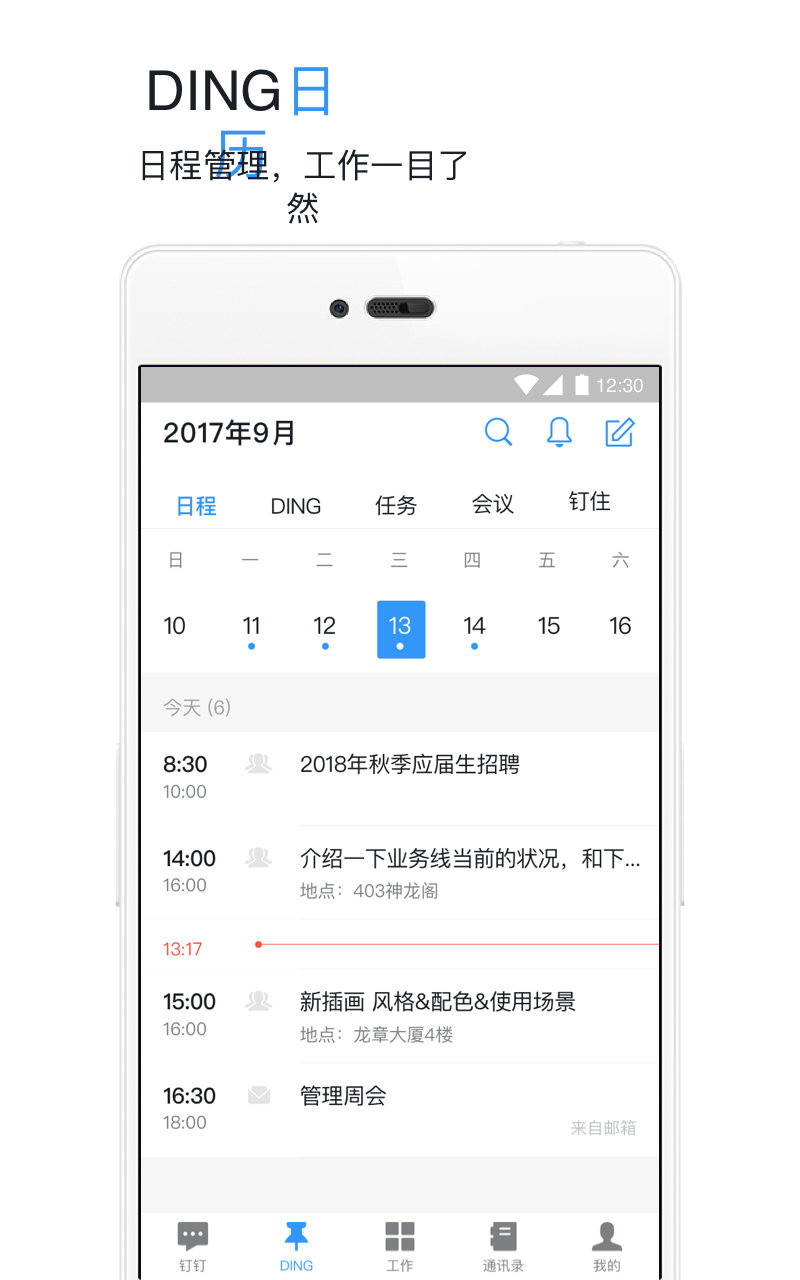 DING日
历
日程管理，工作一目了
然
12:30
2017年9月
日程 DING 任务 会议 钉住
日 一 二 三 四 五 六
10 11 12 13 14 15 16
今天 (6)
8:30 2018年秋季应届生招聘
10:00
14:00 介绍一下业务线当前的状况，和下...
16:00 地点：403神龙阁
13:17
15:00 新插画 风格&配色&使用场景
16:00 地点：龙章大厦4楼
16:30 管理周会
18:00 来自邮箱
钉钉 DING 工作 通讯录 我的